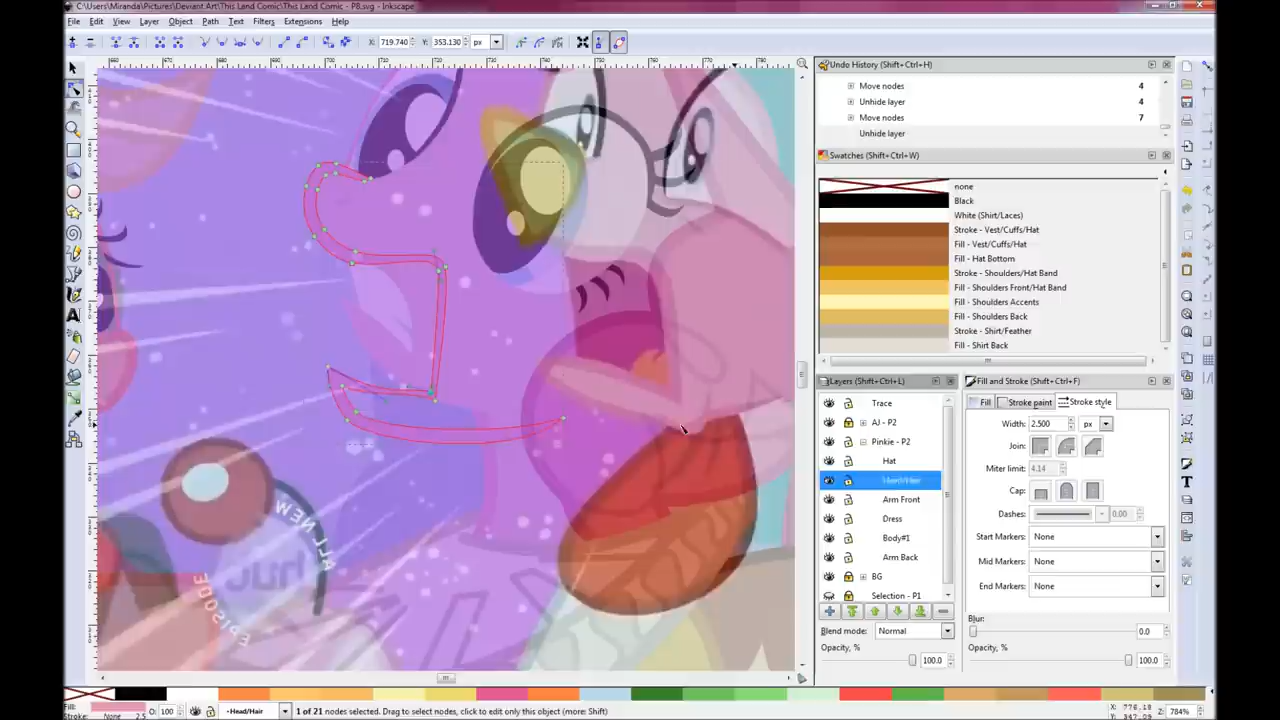 C:\Users\Miranda\Pictures\Deviant Art\This Land Comic\This Land Comic - P8.svg - Inkscape
File Edit View Layer Object Path Text Filters Extensions Help
X: 719.740 Y: 353.130 px
Undo History (Shift+Ctrl+H)
Move nodes 4
Unhide layer 4
Move nodes 7
Unhide layer
Swatches (Shift+Ctrl+W)
none
Black
White (Shirt/Laces)
Stroke - Vest/Cuffs/Hat
Fill - Vest/Cuffs/Hat
Fill - Hat Bottom
Stroke - Shoulders/Hat Band
Fill - Shoulders Front/Hat Band
Fill - Shoulders Accents
Fill - Shoulders Back
Stroke - Shirt/Feather
Fill - Shirt Back
Layers (Shift+Ctrl+L)
Trace
AJ - P2
Pinkie - P2
Hat
Head/Hair
Arm Front
Dress
Body#1
Arm Back
BG
Selection - P1
Blend mode: Normal
Opacity, % 100.0
Fill and Stroke (Shift+Ctrl+F)
Fill Stroke paint Stroke style
Width: 2.500 px
Join:
Miter limit: 4.14
Cap:
Dashes: 0.00
Start Markers: None
Mid Markers: None
End Markers: None
Blur:
0.0
Opacity, %
100.0
ALL NEW
hub
EPISODE
Fill:
Stroke: None 2.5
O: 100
Head/Hair
1 of 21 nodes selected. Drag to select nodes, click to edit only this object (more: Shift)
X: 776.18
Y: 347.09
Z: 784%